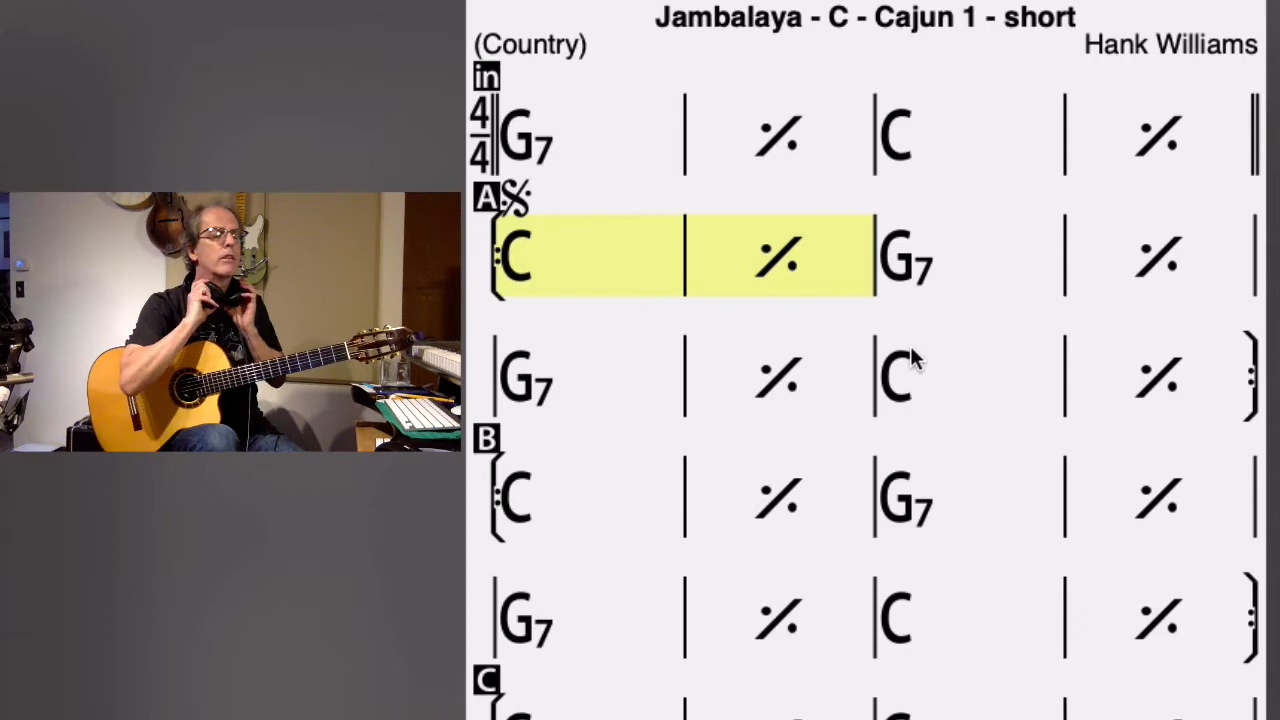 Jambalaya - C - Cajun 1 - short
(Country) Hank Williams
in
4/4 G7 𝄎 C 𝄎
A 𝄋
C 𝄎 G7 𝄎
G7 𝄎 C 𝄎
B
C 𝄎 G7 𝄎
G7 𝄎 C 𝄎
C